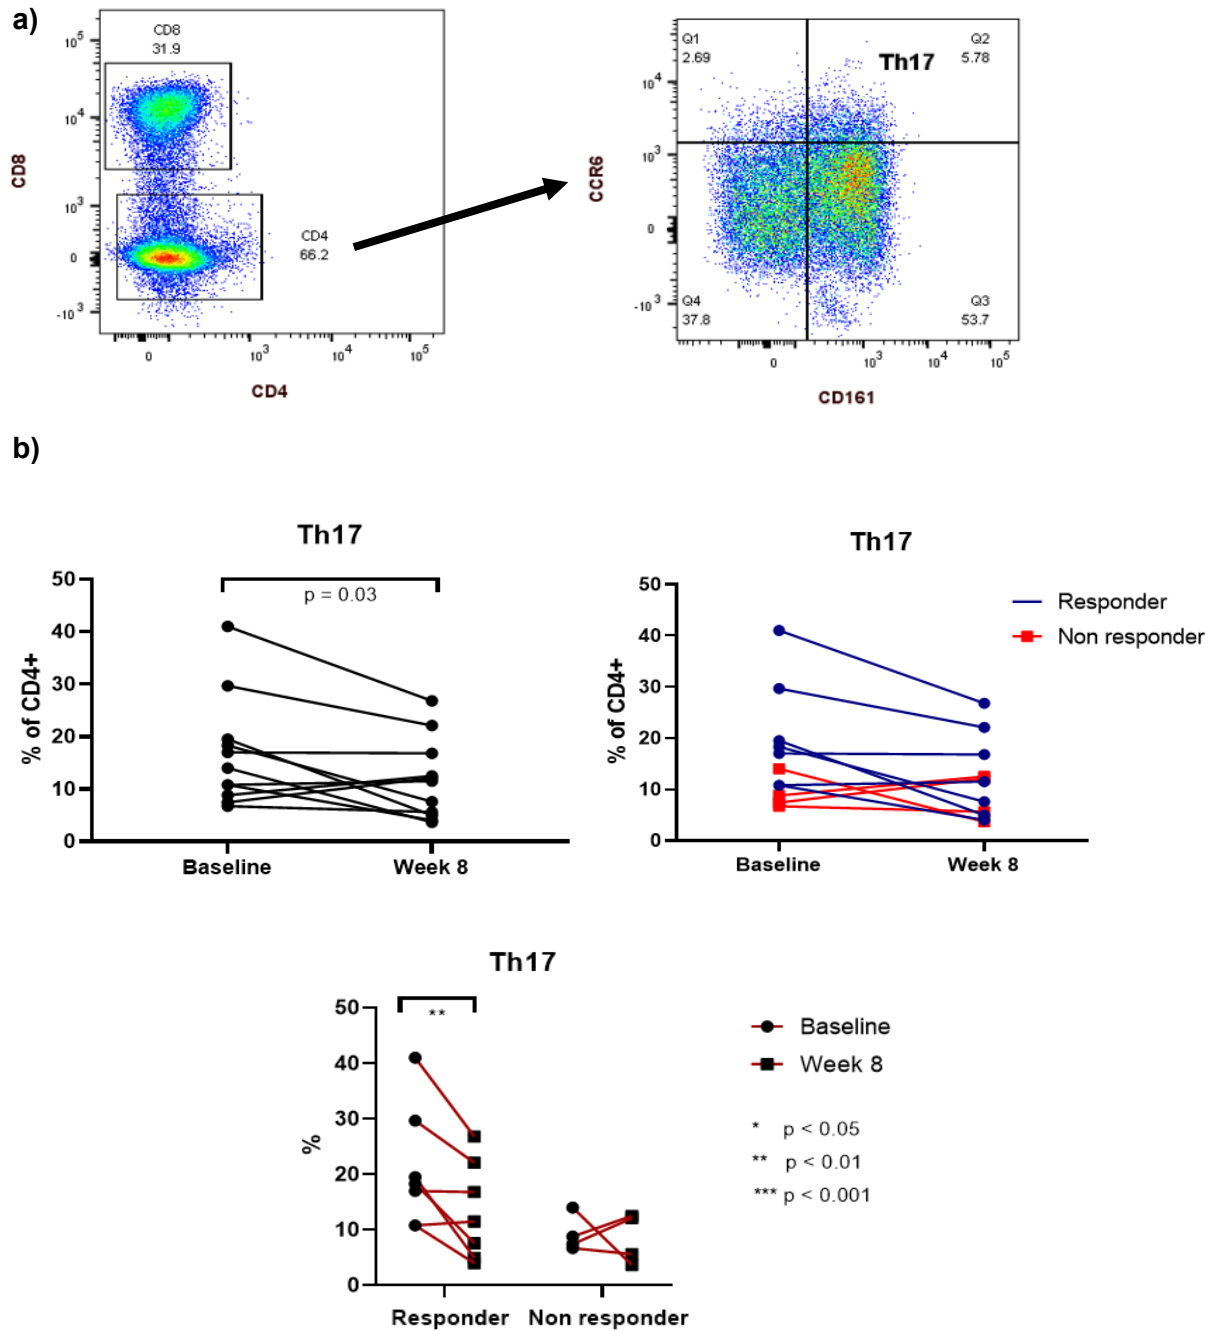 a)
CD8
31.9
10^5
10^4
10^3
0
-10^3
CD8
CD4
66.2
0
10^3
10^4
10^5
CD4
Q1
2.69
Th17
Q2
5.78
10^4
10^3
0
-10^3
CCR6
Q4
37.8
Q3
53.7
0
10^3
10^4
10^5
CD161
b)
Th17
p = 0.03
50
40
30
20
10
0
% of CD4+
Baseline
Week 8
Th17
50
40
30
20
10
0
% of CD4+
Baseline
Week 8
Responder
Non responder
Th17
**
50
40
30
20
10
0
%
Responder
Non responder
Baseline
Week 8
* p < 0.05
** p < 0.01
*** p < 0.001